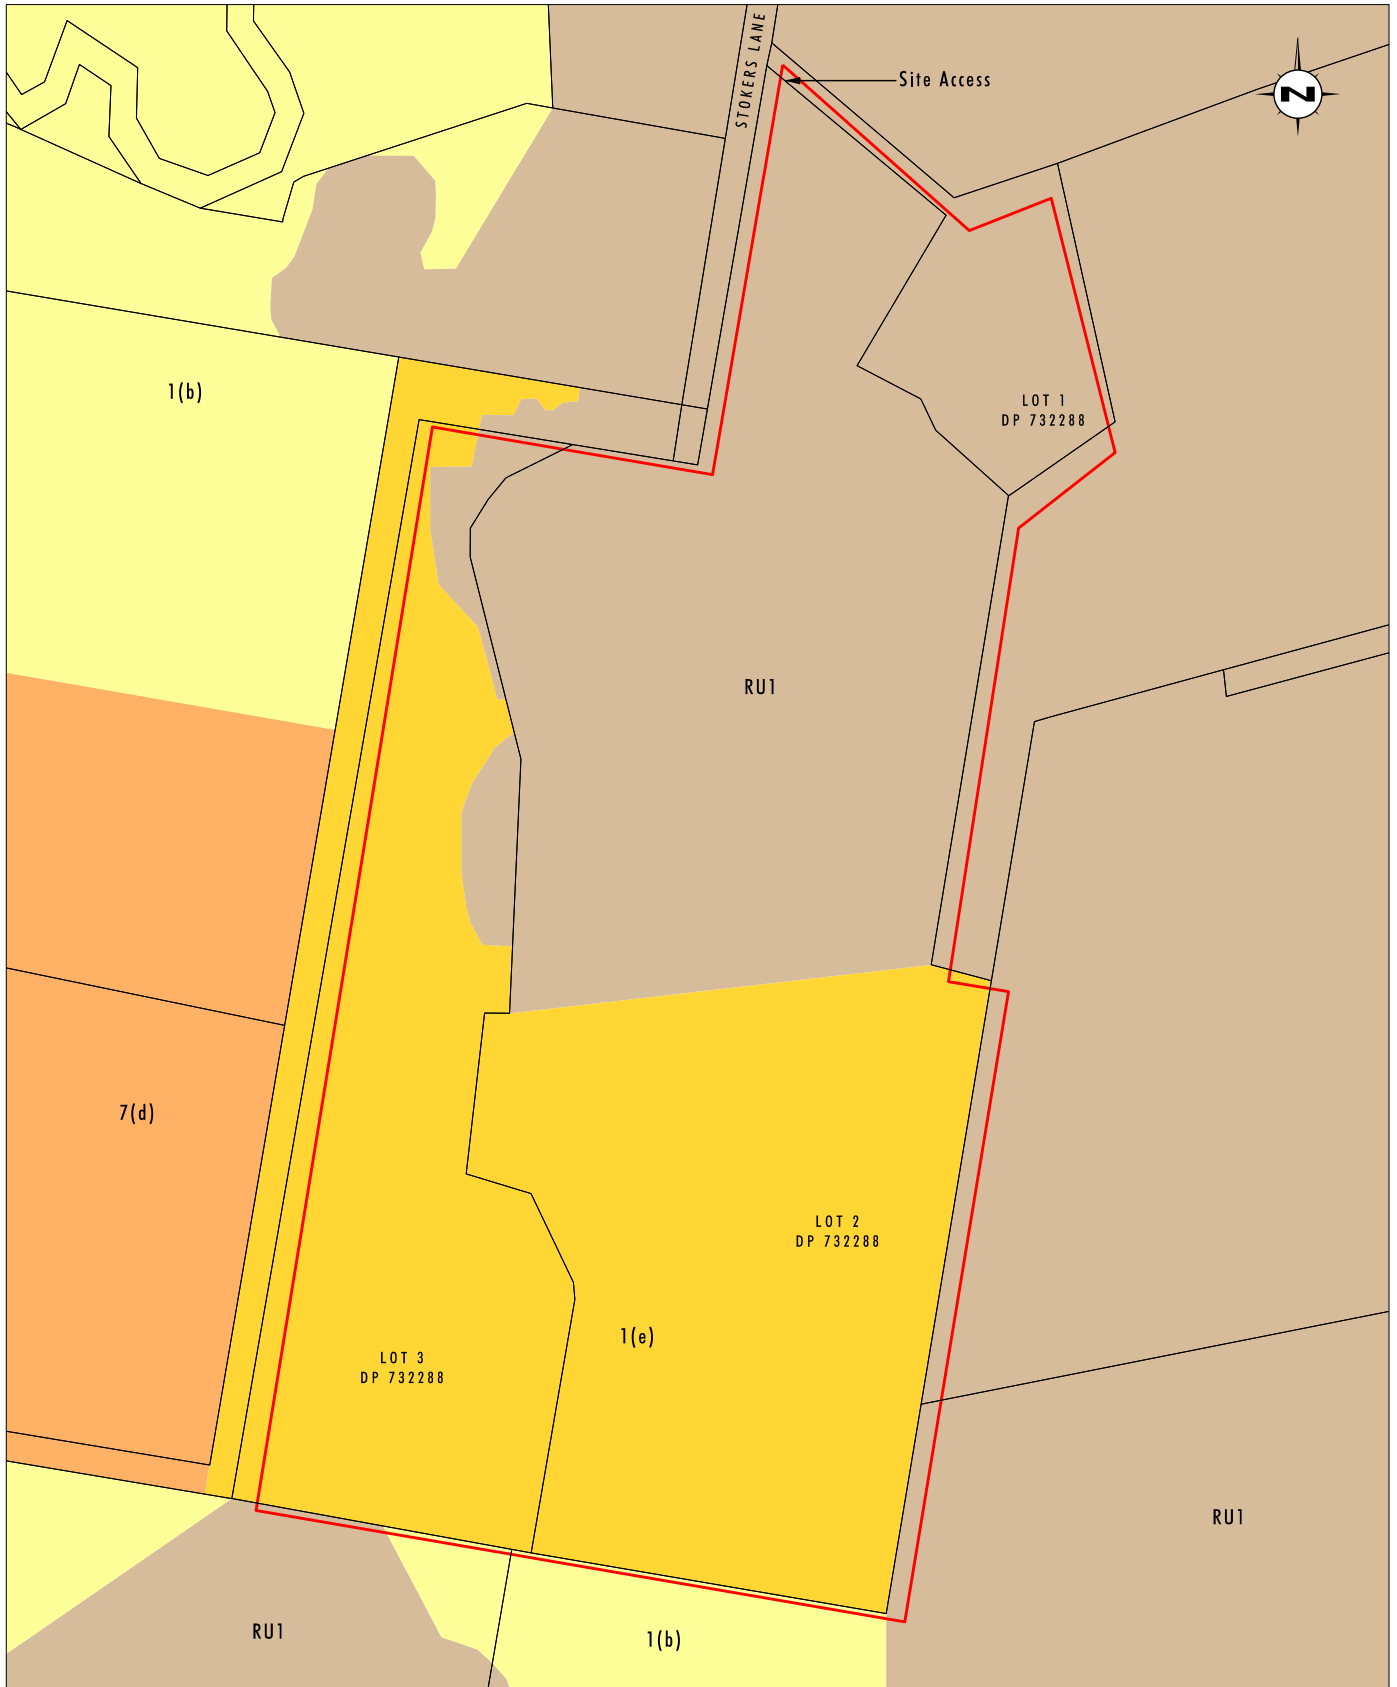 STOKERS LANE
Site Access
N
1(b)
LOT 1
DP 732288
RU1
7(d)
LOT 2
DP 732288
1(e)
LOT 3
DP 732288
RU1
RU1
1(b)